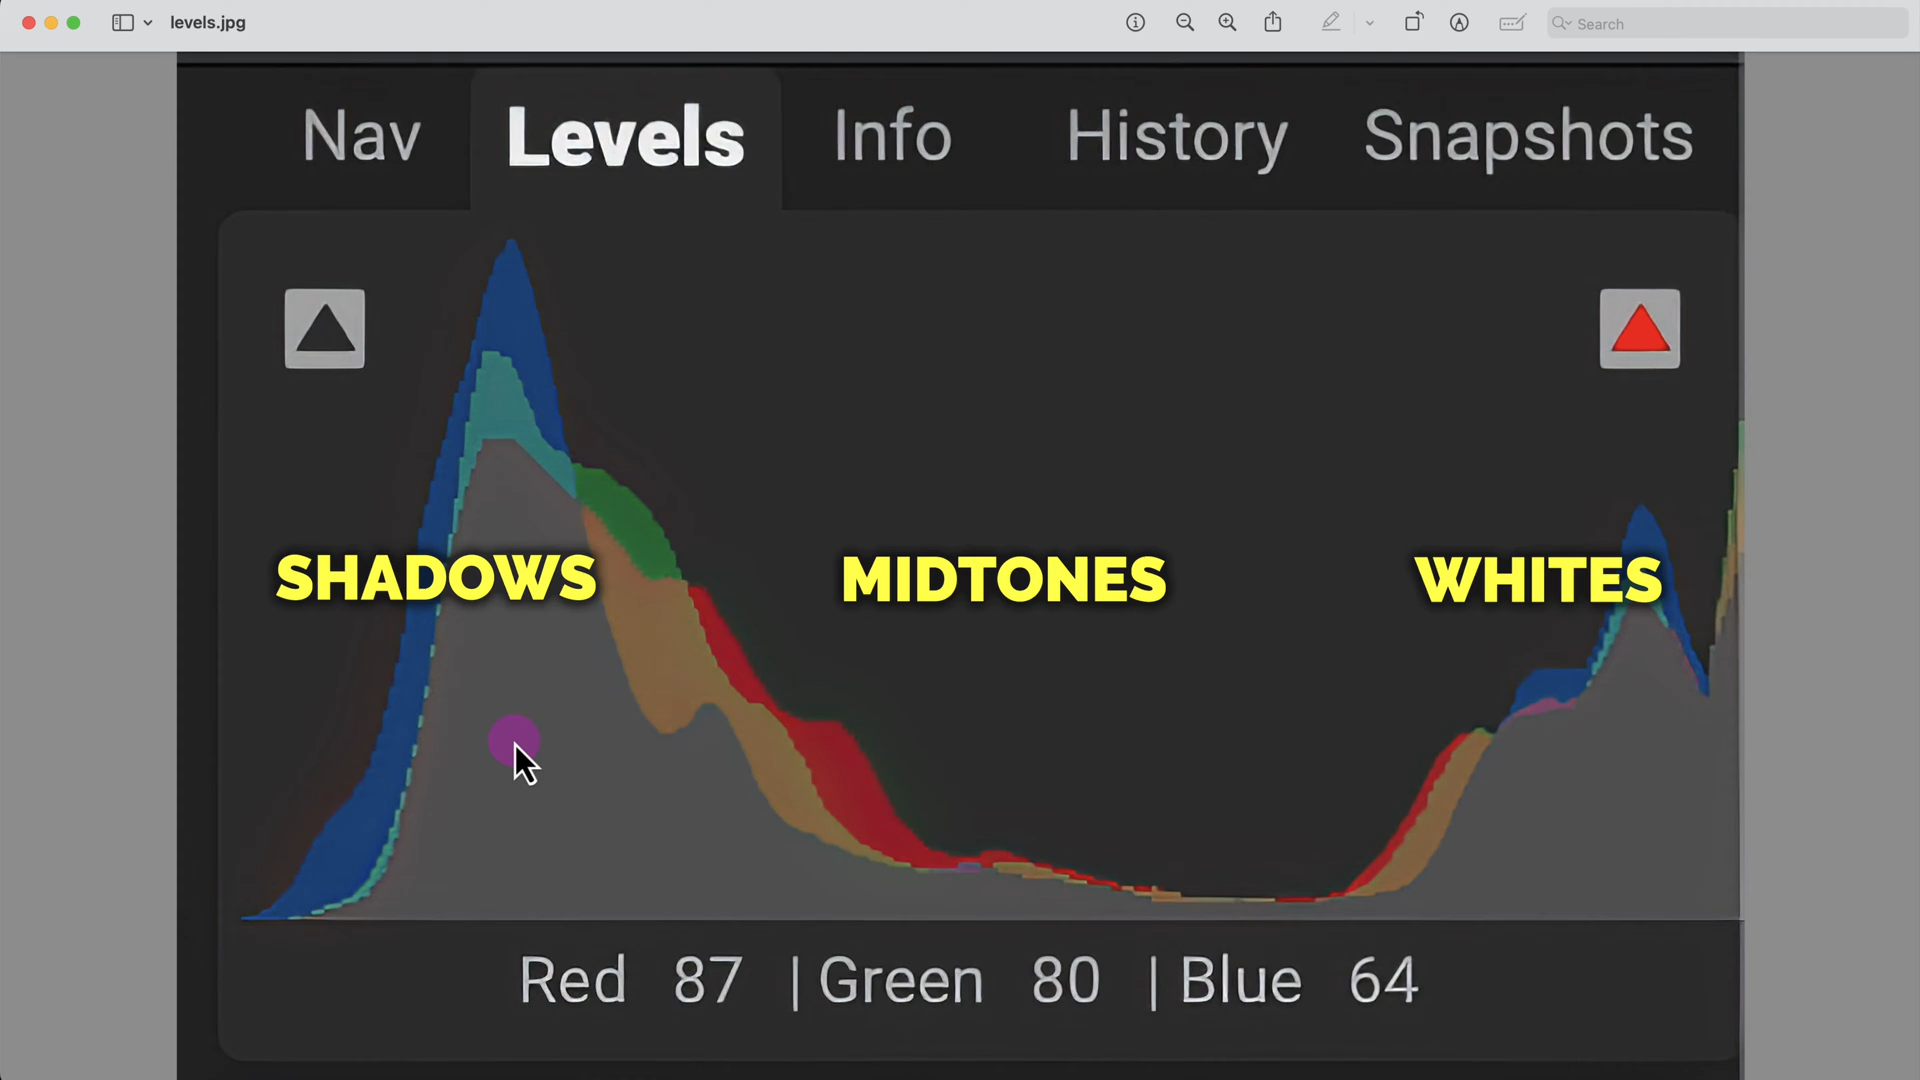 levels.jpg
Search
Nav Levels Info History Snapshots
SHADOWS MIDTONES WHITES
Red 87 | Green 80 | Blue 64